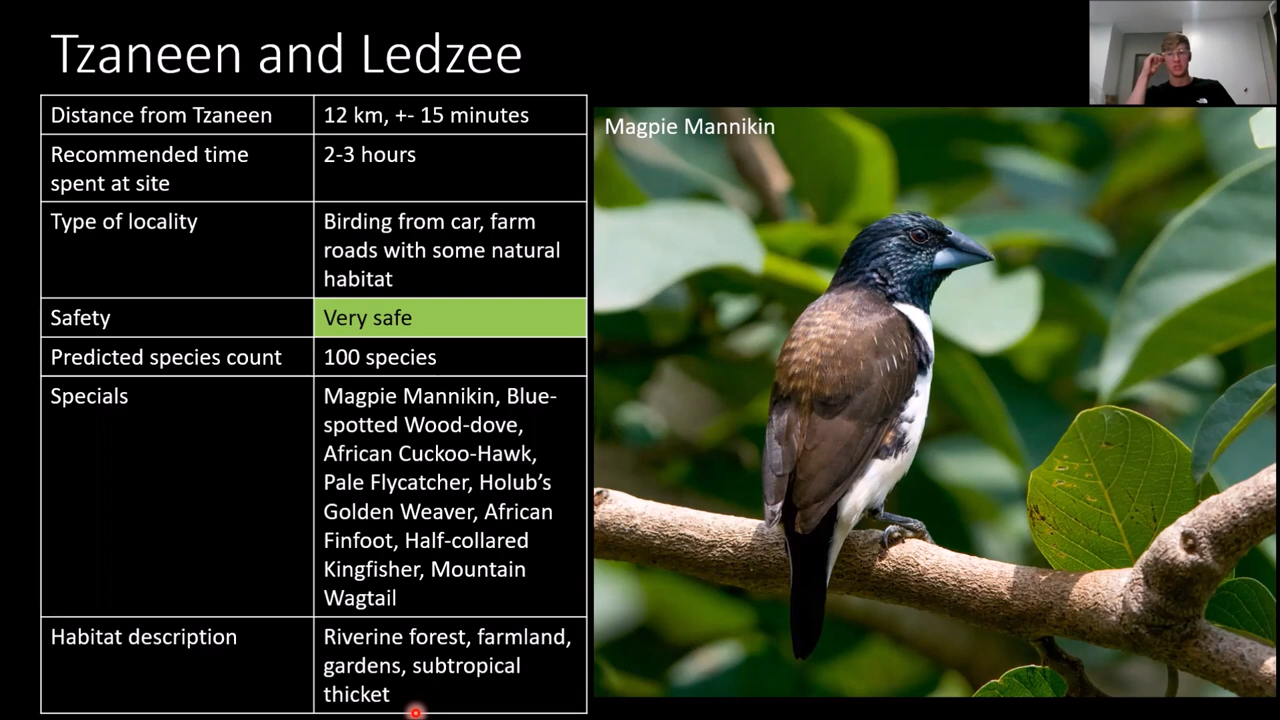 Tzaneen and Ledzee
Distance from Tzaneen
12 km, +- 15 minutes
Recommended time
spent at site
2-3 hours
Type of locality
Birding from car, farm
roads with some natural
habitat
Safety
Very safe
Predicted species count
100 species
Specials
Magpie Mannikin, Blue-
spotted Wood-dove,
African Cuckoo-Hawk,
Pale Flycatcher, Holub’s
Golden Weaver, African
Finfoot, Half-collared
Kingfisher, Mountain
Wagtail
Habitat description
Riverine forest, farmland,
gardens, subtropical
thicket
Magpie Mannikin